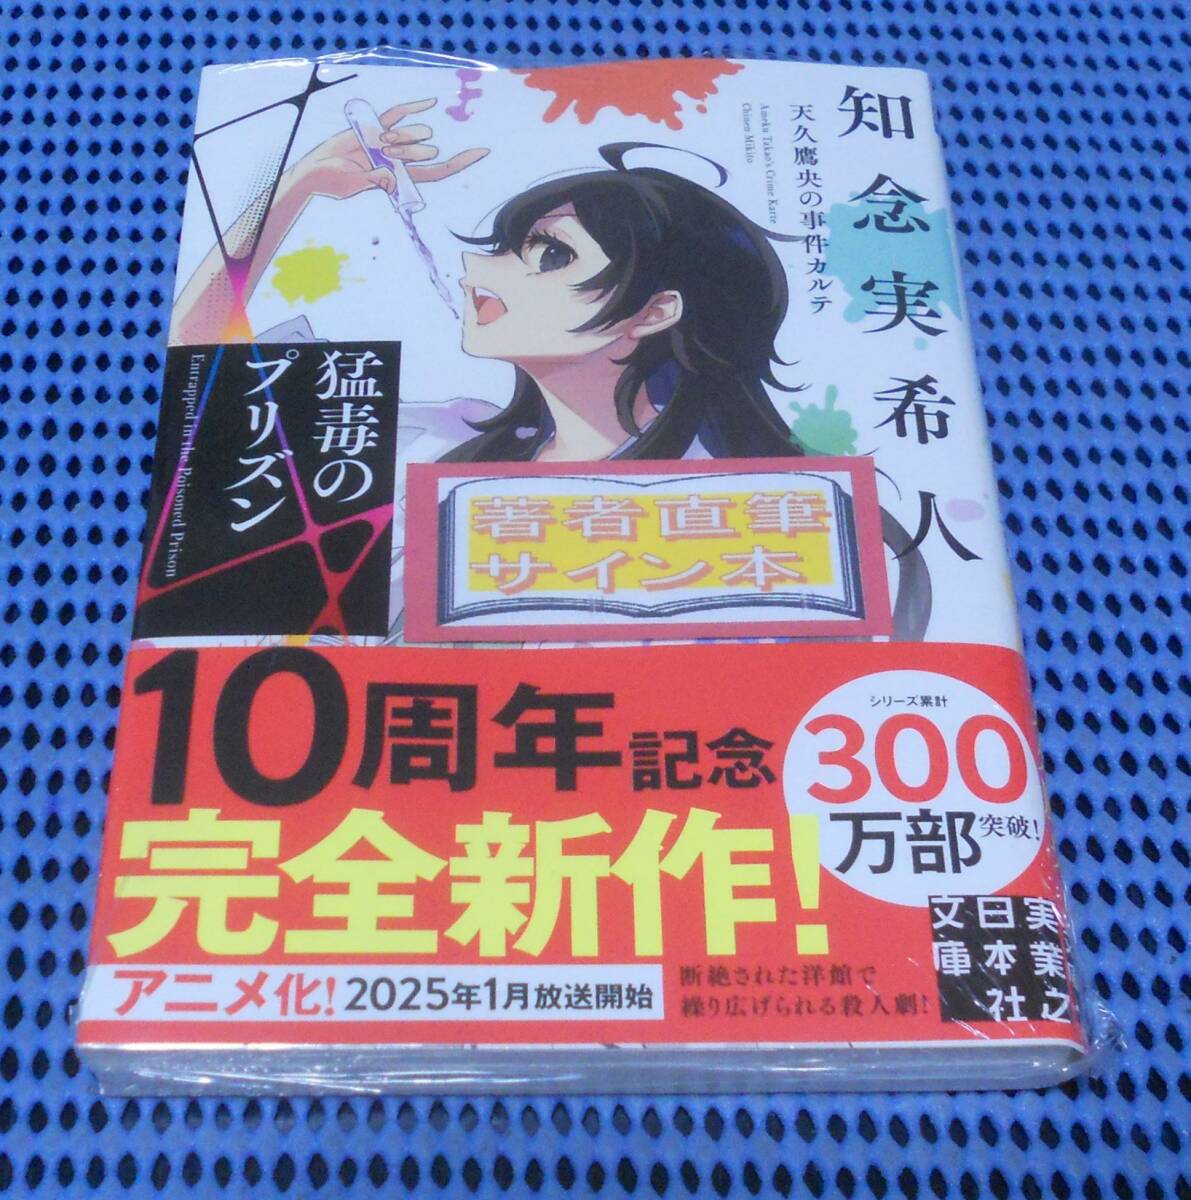 知念実希人
天久鷹央の事件カルテ
Ameku Takao's Crime Karte
Chinen Mikito
猛毒の
プリズン
Entrapped in the Poisoned Prison
著者直筆
サイン本
10周年記念
完全新作!
シリーズ累計
300
万部突破!
アニメ化!2025年1月放送開始
断絶された洋館で
繰り広げられる殺人劇!
実業之
日本社
文庫